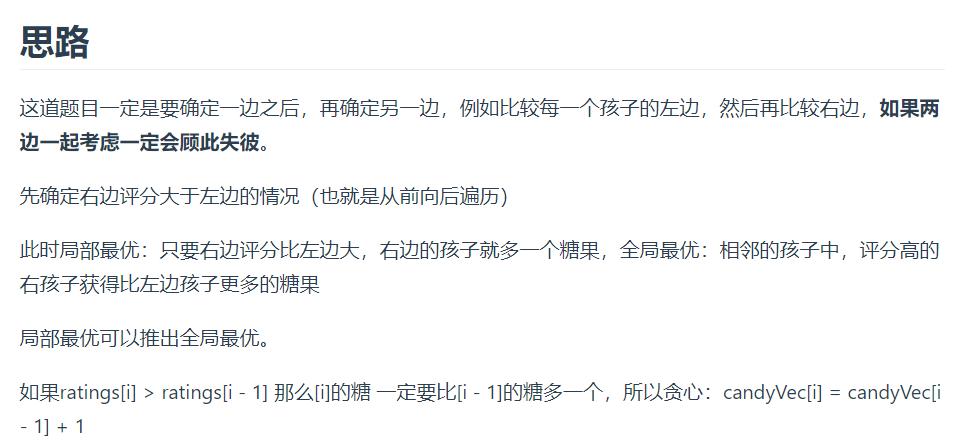 思路
这道题目一定是要确定一边之后，再确定另一边，例如比较每一个孩子的左边，然后再比较右边，如果两
边一起考虑一定会顾此失彼。
先确定右边评分大于左边的情况（也就是从前向后遍历）
此时局部最优：只要右边评分比左边大，右边的孩子就多一个糖果，全局最优：相邻的孩子中，评分高的
右孩子获得比左边孩子更多的糖果
局部最优可以推出全局最优。
如果ratings[i] > ratings[i - 1] 那么[i]的糖 一定要比[i - 1]的糖多一个，所以贪心：candyVec[i] = candyVec[i
- 1] + 1